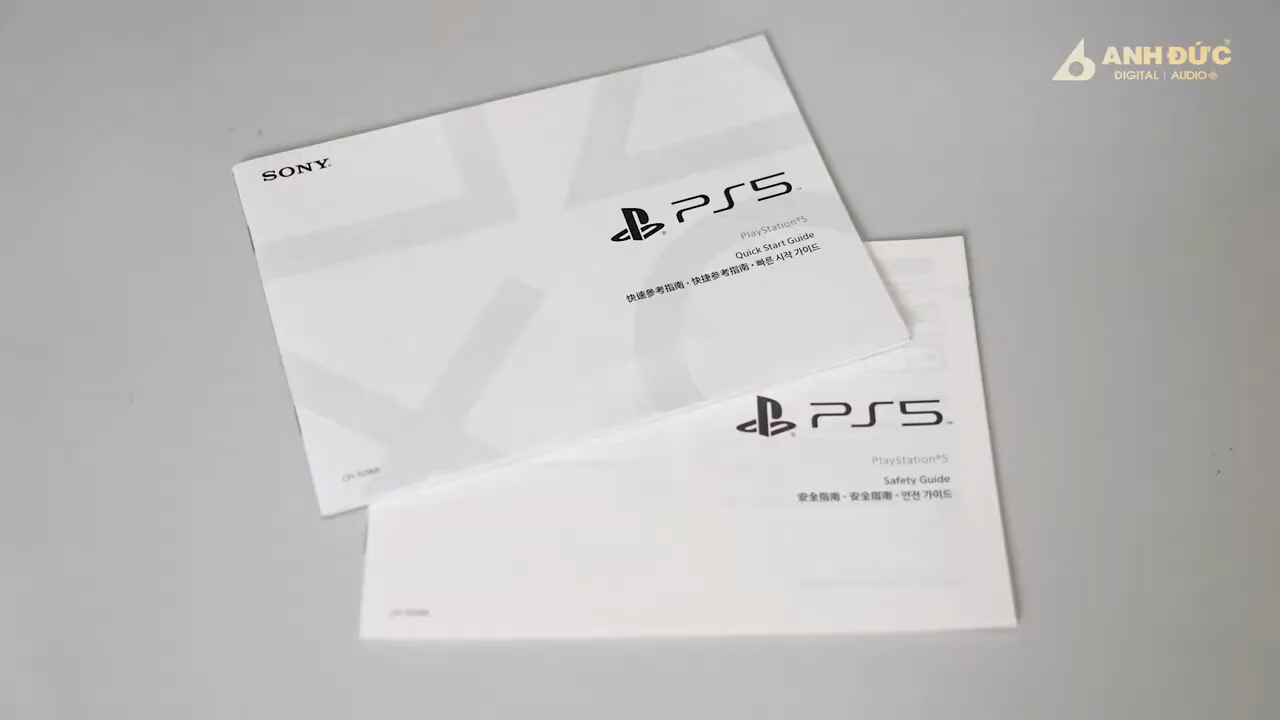 ANH ĐỨC
DIGITAL | AUDIO
SONY
PS5
PlayStation®5
Quick Start Guide
快速參考指南・快捷参考指南・빠른 시작 가이드
PS5
PlayStation®5
Safety Guide
安全指南・安全指南・안전 가이드